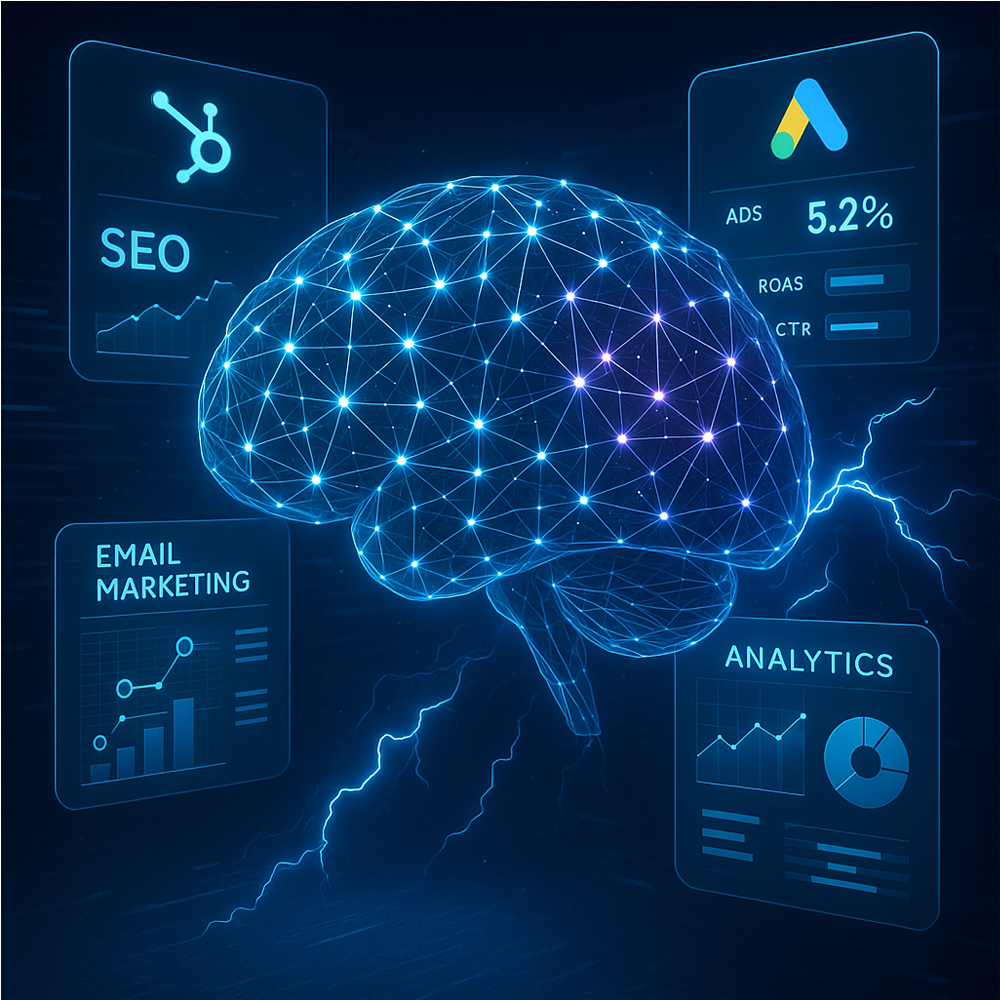 SEO
ADS 5.2%
ROAS
CTR
EMAIL
MARKETING
ANALYTICS